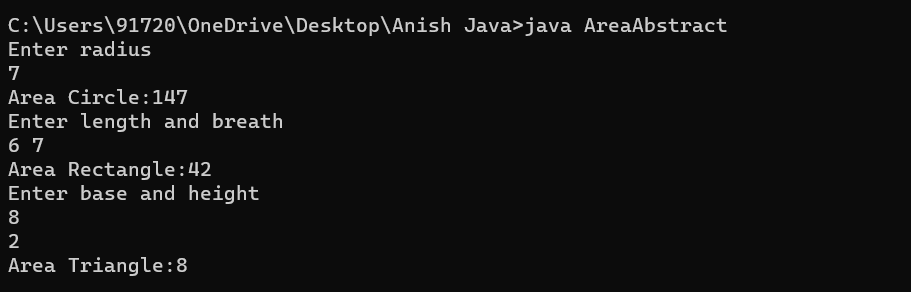 C:\Users\91720\OneDrive\Desktop\Anish Java>java AreaAbstract
Enter radius
7
Area Circle:147
Enter length and breath
6 7
Area Rectangle:42
Enter base and height
8
2
Area Triangle:8